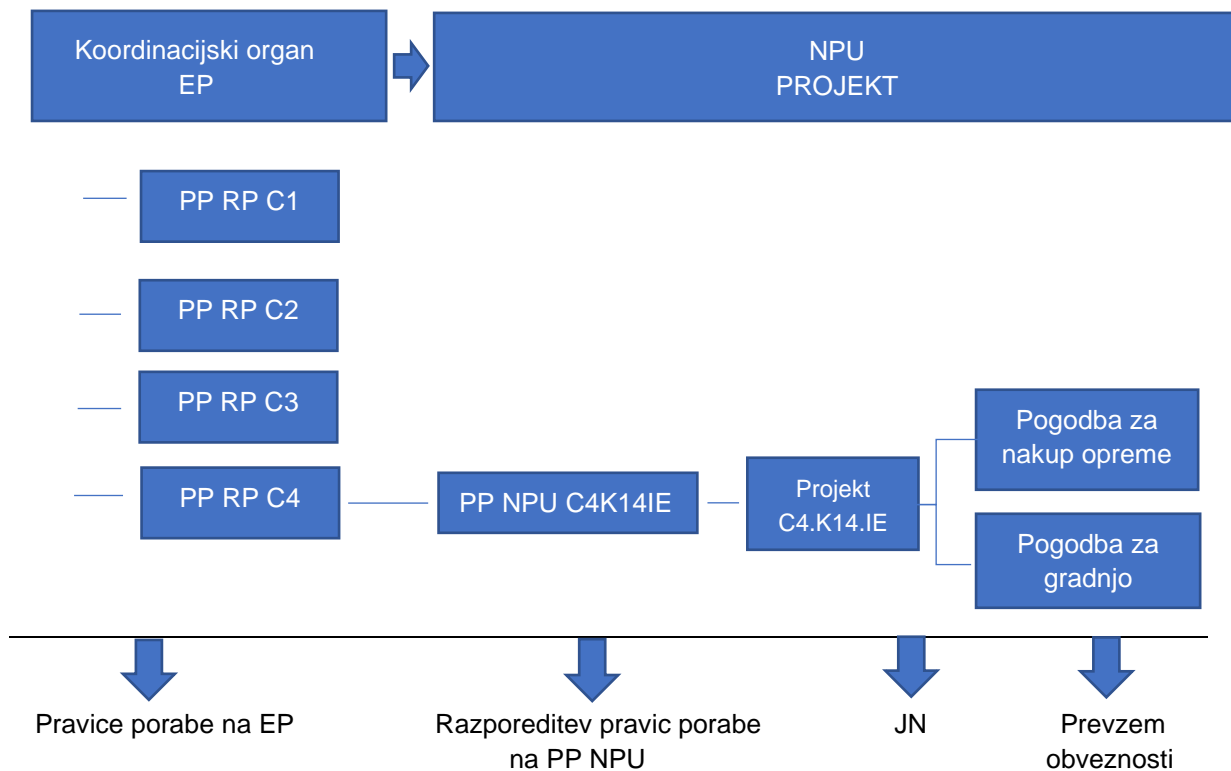 Koordinacijski organ
EP
NPU
PROJEKT
PP RP C1
PP RP C2
PP RP C3
PP RP C4
PP NPU C4K14IE
Projekt
C4.K14.IE
Pogodba za
nakup opreme
Pogodba za
gradnjo
Pravice porabe na EP
Razporeditev pravic porabe
na PP NPU
JN
Prevzem
obveznosti